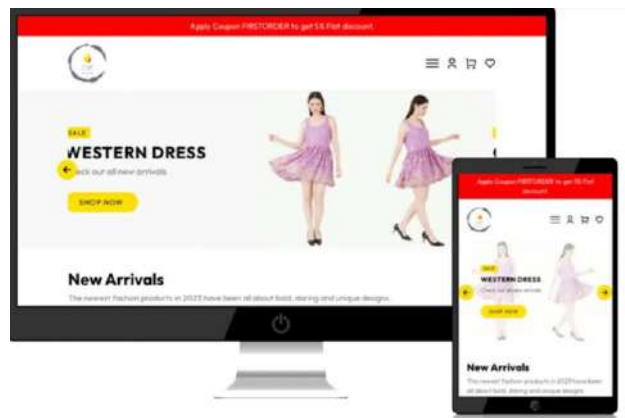 Apply Coupon FIRSTORDER to get 5% Flat discount.
SALE
WESTERN DRESS
Check out all new arrivals
SHOP NOW
New Arrivals
The newest fashion products in 2023 have been all about bold, daring and unique designs.
Apply Coupon FIRSTORDER to get 5% Flat
discount.
SALE
WESTERN DRESS
Check out all new arrivals
SHOP NOW
New Arrivals
The newest fashion products in 2023 have been
all about bold, daring and unique designs.